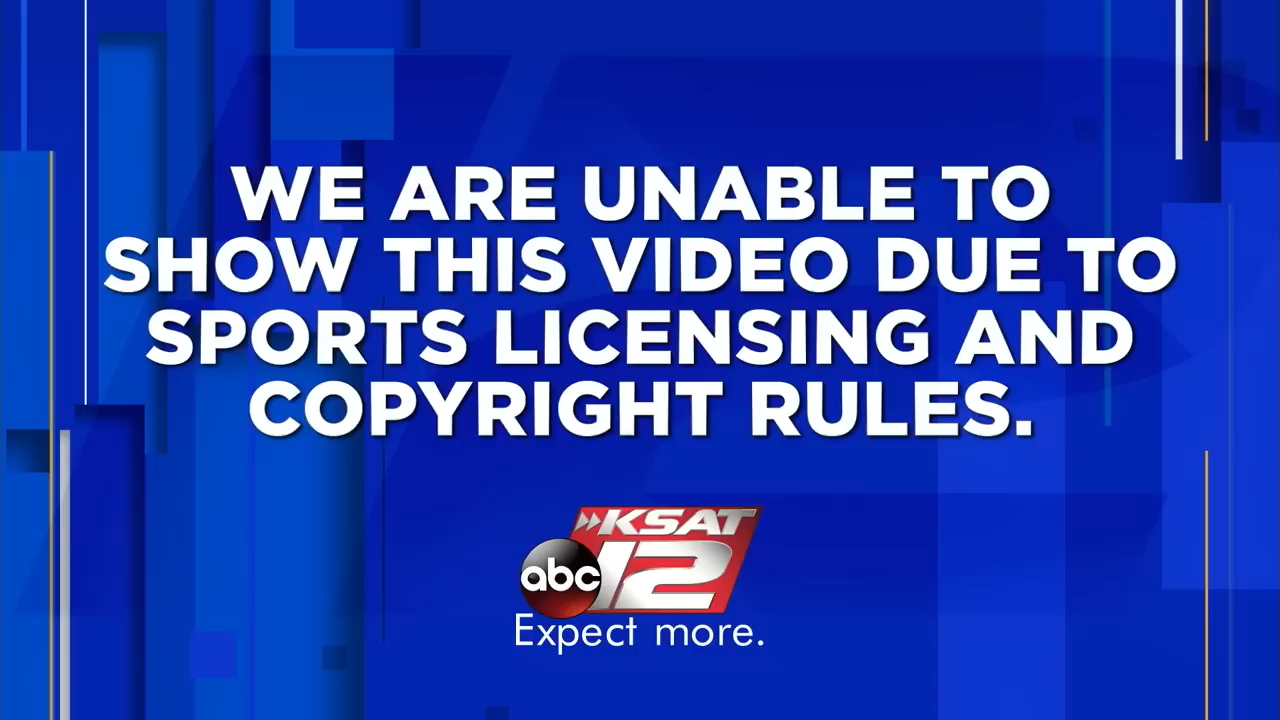 WE ARE UNABLE TO
SHOW THIS VIDEO DUE TO
SPORTS LICENSING AND
COPYRIGHT RULES.
KSAT
abc 12
Expect more.